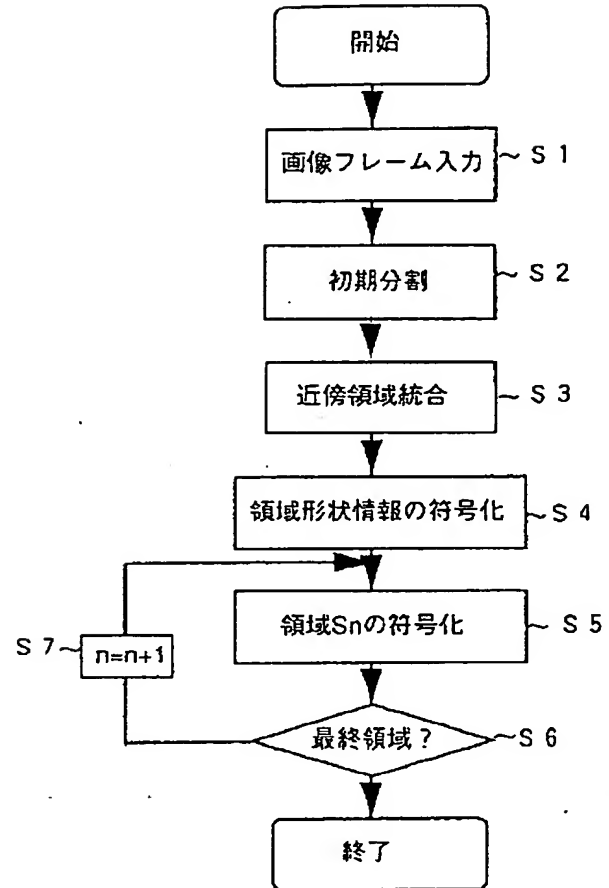 開始
画像フレーム入力 ~ S 1
初期分割 ~ S 2
近傍領域統合 ~ S 3
領域形状情報の符号化 ~ S 4
領域Snの符号化 ~ S 5
S 7 ~ n=n+1
最終領域? ~ S 6
終了